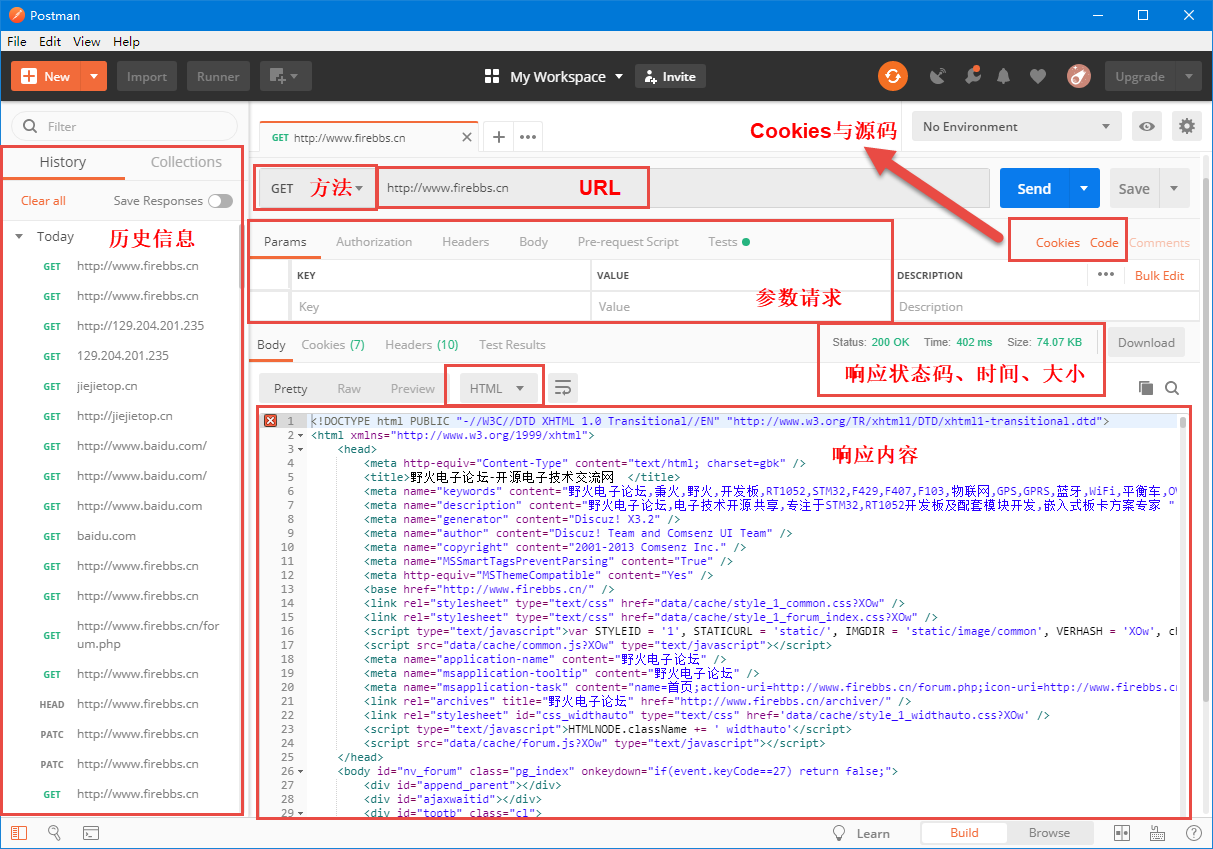 Postman
File Edit View Help
New Import Runner My Workspace Invite Upgrade
Filter
History Collections
Clear all Save Responses
Today 历史信息
GET http://www.firebbs.cn
GET http://www.firebbs.cn
GET http://129.204.201.235
GET 129.204.201.235
GET jiejietop.cn
GET http://jiejietop.cn
GET http://www.baidu.com/
GET http://www.baidu.com/
GET http://www.baidu.com
GET baidu.com
GET http://www.firebbs.cn
GET http://www.firebbs.cn
GET http://www.firebbs.cn/for
um.php
GET http://www.firebbs.cn
HEAD http://www.firebbs.cn
PATC http://www.firebbs.cn
PATC http://www.firebbs.cn
GET http://www.firebbs.cn
GET http://www.firebbs.cn
Cookies与源码
No Environment
GET 方法 http://www.firebbs.cn URL Send Save
Params Authorization Headers Body Pre-request Script Tests Cookies Code Comments
KEY VALUE DESCRIPTION Bulk Edit
Key Value 参数请求 Description
Body Cookies (7) Headers (10) Test Results Status: 200 OK Time: 402 ms Size: 74.07 KB Download
响应状态码、时间、大小
Pretty Raw Preview HTML
响应内容
1 <!DOCTYPE html PUBLIC "-//W3C//DTD XHTML 1.0 Transitional//EN" "http://www.w3.org/TR/xhtml1/DTD/xhtml1-transitional.dtd">
2 <html xmlns="http://www.w3.org/1999/xhtml">
3 <head>
4 <meta http-equiv="Content-Type" content="text/html; charset=gbk" />
5 <title>野火电子论坛-开源电子技术交流网 </title>
6 <meta name="keywords" content="野火电子论坛,秉火,野火,开发板,RT1052,STM32,F429,F407,F103,物联网,GPS,GPRS,蓝牙,WiFi,平衡车,OV
7 <meta name="description" content="野火电子论坛,电子技术开源共享,专注于STM32,RT1052开发板及配套模块开发,嵌入式板卡方案专家 "
8 <meta name="generator" content="Discuz! X3.2" />
9 <meta name="author" content="Discuz! Team and Comsenz UI Team" />
10 <meta name="copyright" content="2001-2013 Comsenz Inc." />
11 <meta name="MSSmartTagsPreventParsing" content="True" />
12 <meta http-equiv="MSThemeCompatible" content="Yes" />
13 <base href="http://www.firebbs.cn/" />
14 <link rel="stylesheet" type="text/css" href="data/cache/style_1_common.css?XOw" />
15 <link rel="stylesheet" type="text/css" href="data/cache/style_1_forum_index.css?XOw" />
16 <script type="text/javascript">var STYLEID = '1', STATICURL = 'static/', IMGDIR = 'static/image/common', VERHASH = 'XOw', ch
17 <script src="data/cache/common.js?XOw" type="text/javascript"></script>
18 <meta name="application-name" content="野火电子论坛" />
19 <meta name="msapplication-tooltip" content="野火电子论坛" />
20 <meta name="msapplication-task" content="name=首页;action-uri=http://www.firebbs.cn/forum.php;icon-uri=http://www.firebbs.cn
21 <link rel="archives" title="野火电子论坛" href="http://www.firebbs.cn/archiver/" />
22 <link rel="stylesheet" id="css_widthauto" type="text/css" href='data/cache/style_1_widthauto.css?XOw' />
23 <script type="text/javascript">HTMLNODE.className += ' widthauto'</script>
24 <script src="data/cache/forum.js?XOw" type="text/javascript"></script>
25 </head>
26 <body id="nv_forum" class="pg_index" onkeydown="if(event.keyCode==27) return false;">
27 <div id="append_parent"></div>
28 <div id="ajaxwaitid"></div>
29 <div id="toptb" class="cl">
Learn Build Browse